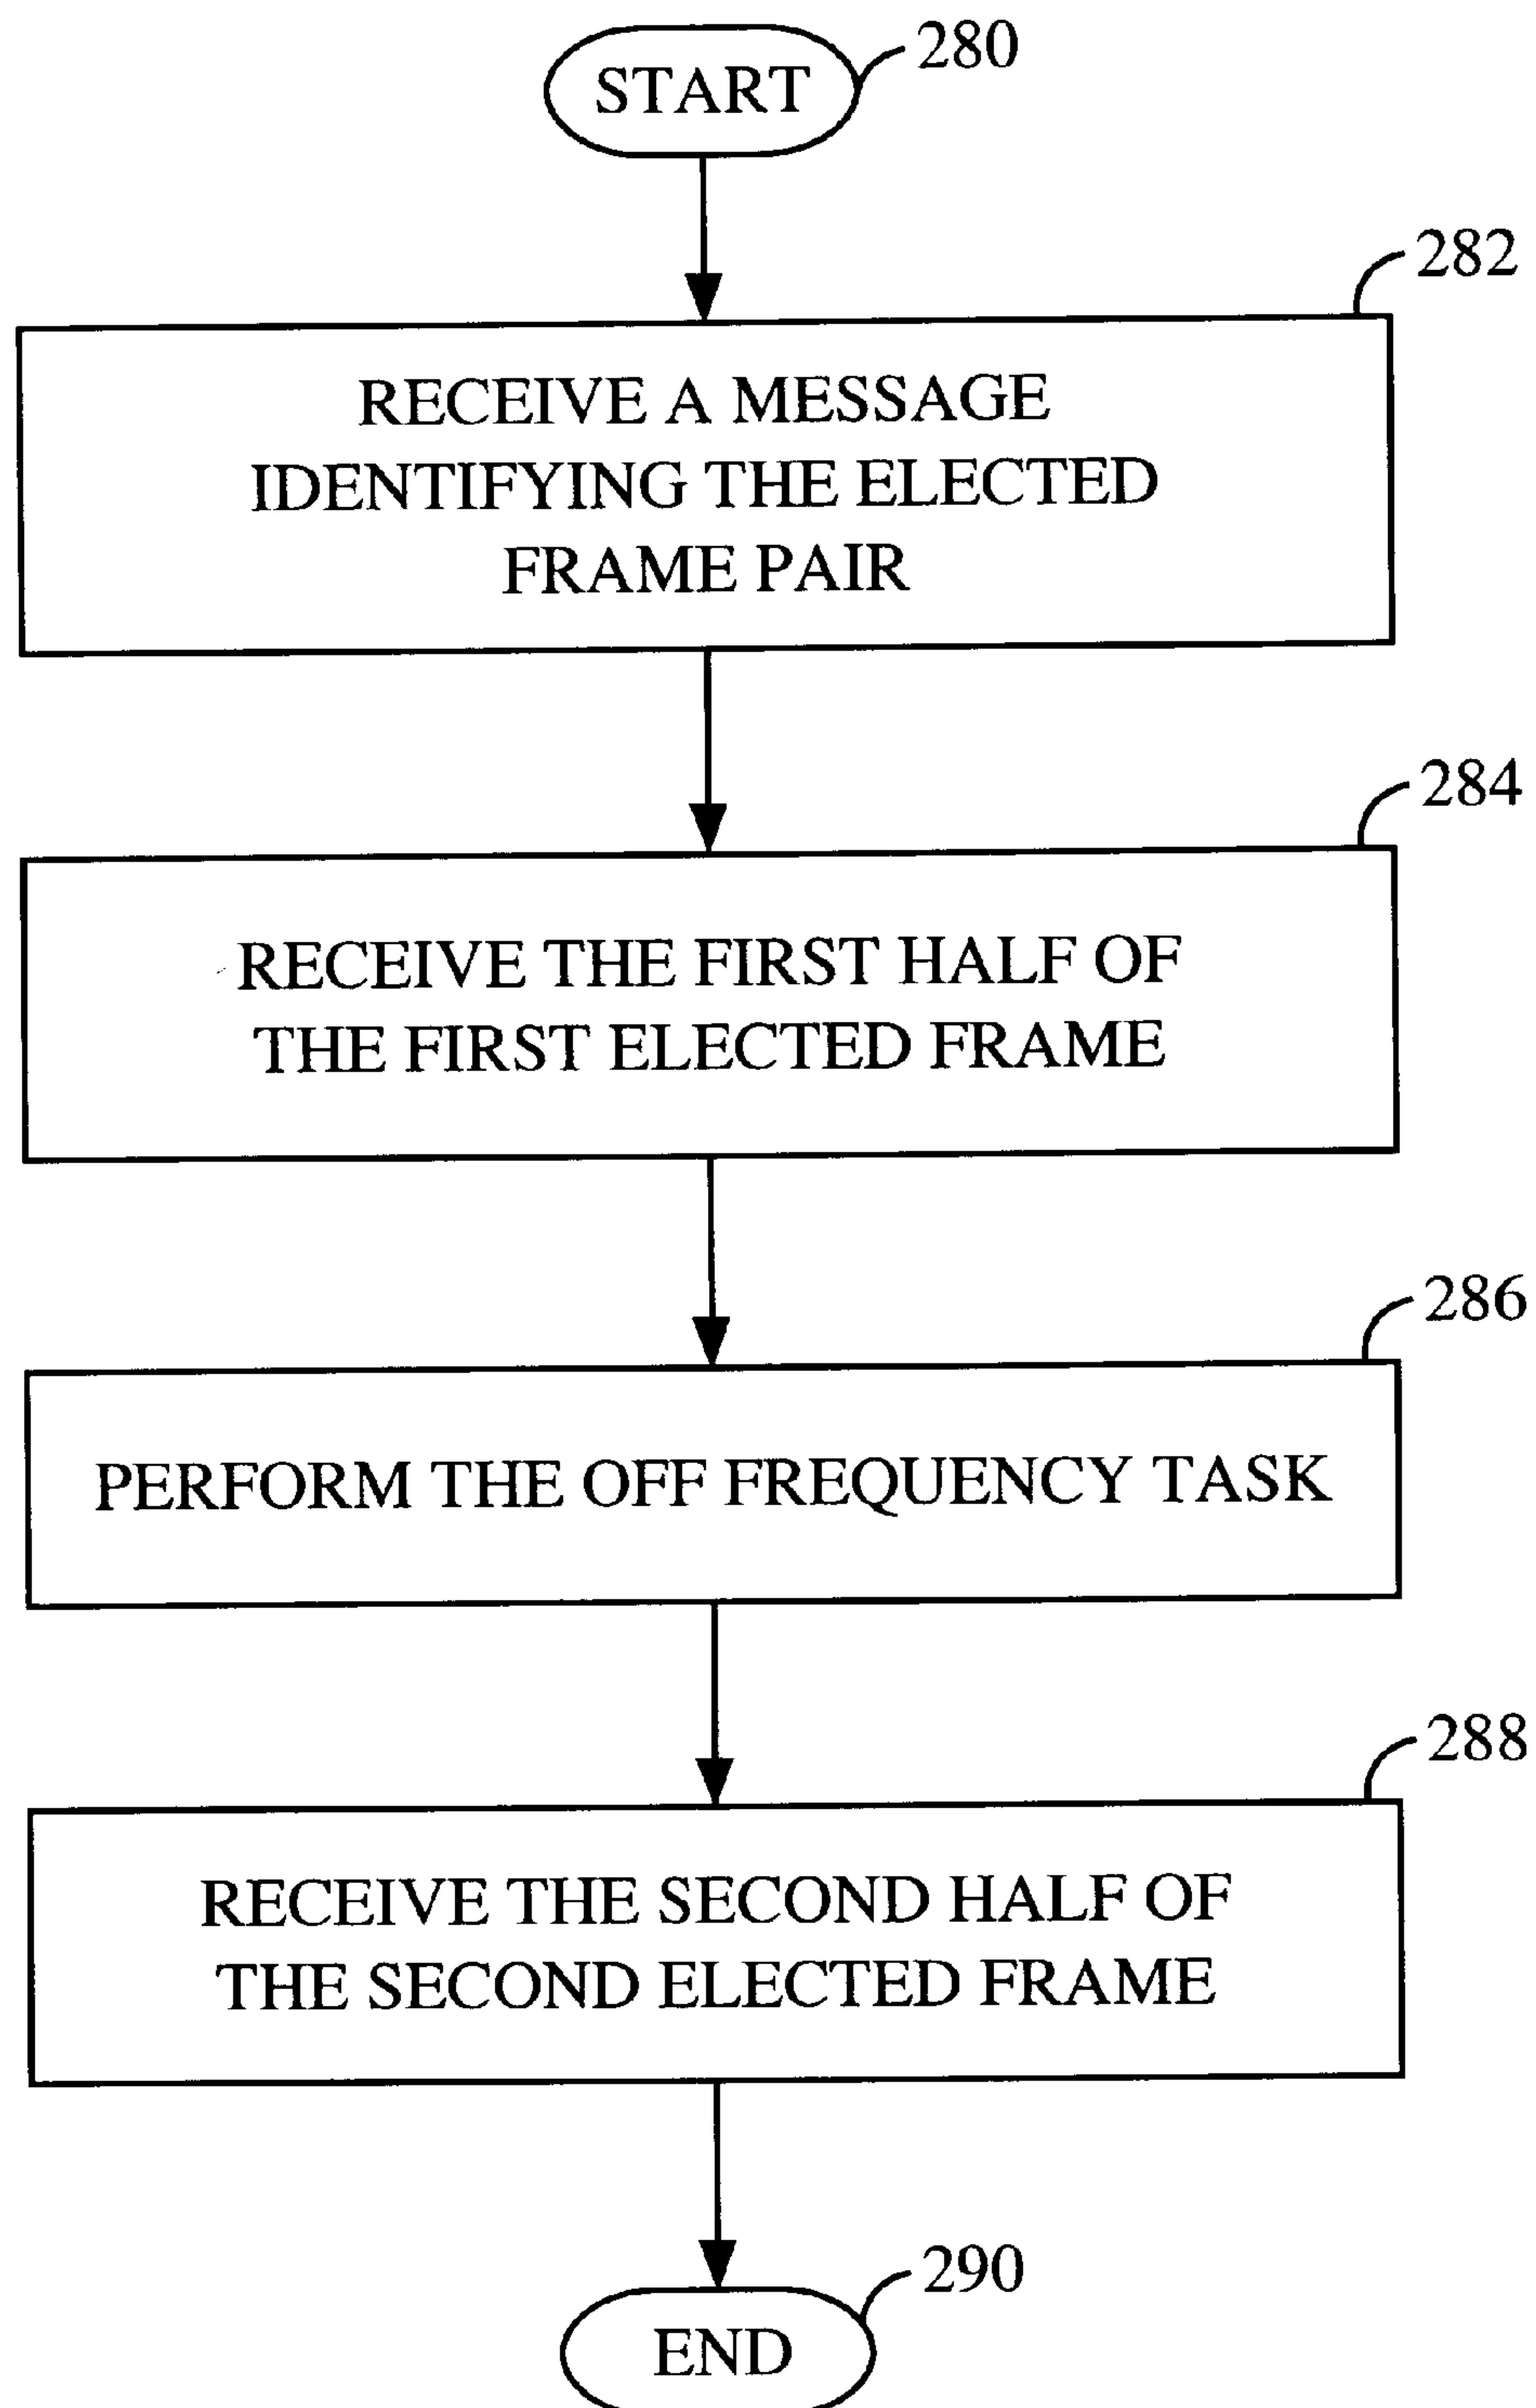 START
280
282
RECEIVE A MESSAGE
IDENTIFYING THE ELECTED
FRAME PAIR
284
RECEIVE THE FIRST HALF OF
THE FIRST ELECTED FRAME
286
PERFORM THE OFF FREQUENCY TASK
288
RECEIVE THE SECOND HALF OF
THE SECOND ELECTED FRAME
290
END